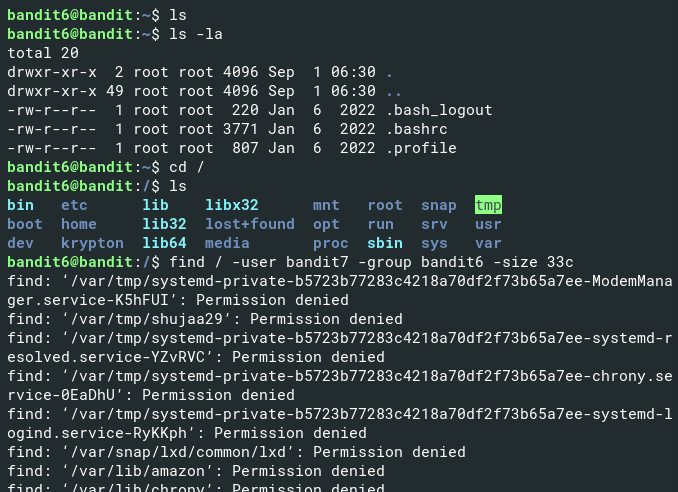 bandit6@bandit:~$ ls
bandit6@bandit:~$ ls -la
total 20
drwxr-xr-x  2 root root 4096 Sep  1 06:30 .
drwxr-xr-x 49 root root 4096 Sep  1 06:30 ..
-rw-r--r--  1 root root  220 Jan  6  2022 .bash_logout
-rw-r--r--  1 root root 3771 Jan  6  2022 .bashrc
-rw-r--r--  1 root root  807 Jan  6  2022 .profile
bandit6@bandit:~$ cd /
bandit6@bandit:/$ ls
bin   etc      lib    libx32      mnt   root  snap  tmp
boot  home     lib32  lost+found  opt   run   srv   usr
dev   krypton  lib64  media       proc  sbin  sys   var
bandit6@bandit:/$ find / -user bandit7 -group bandit6 -size 33c
find: ‘/var/tmp/systemd-private-b5723b77283c4218a70df2f73b65a7ee-ModemMana
ger.service-K5hFUI’: Permission denied
find: ‘/var/tmp/shujaa29’: Permission denied
find: ‘/var/tmp/systemd-private-b5723b77283c4218a70df2f73b65a7ee-systemd-r
esolved.service-YZvRVC’: Permission denied
find: ‘/var/tmp/systemd-private-b5723b77283c4218a70df2f73b65a7ee-chrony.se
rvice-0EaDhU’: Permission denied
find: ‘/var/tmp/systemd-private-b5723b77283c4218a70df2f73b65a7ee-systemd-l
ogind.service-RyKKph’: Permission denied
find: ‘/var/snap/lxd/common/lxd’: Permission denied
find: ‘/var/lib/amazon’: Permission denied
find: ‘/var/lib/chrony’: Permission denied